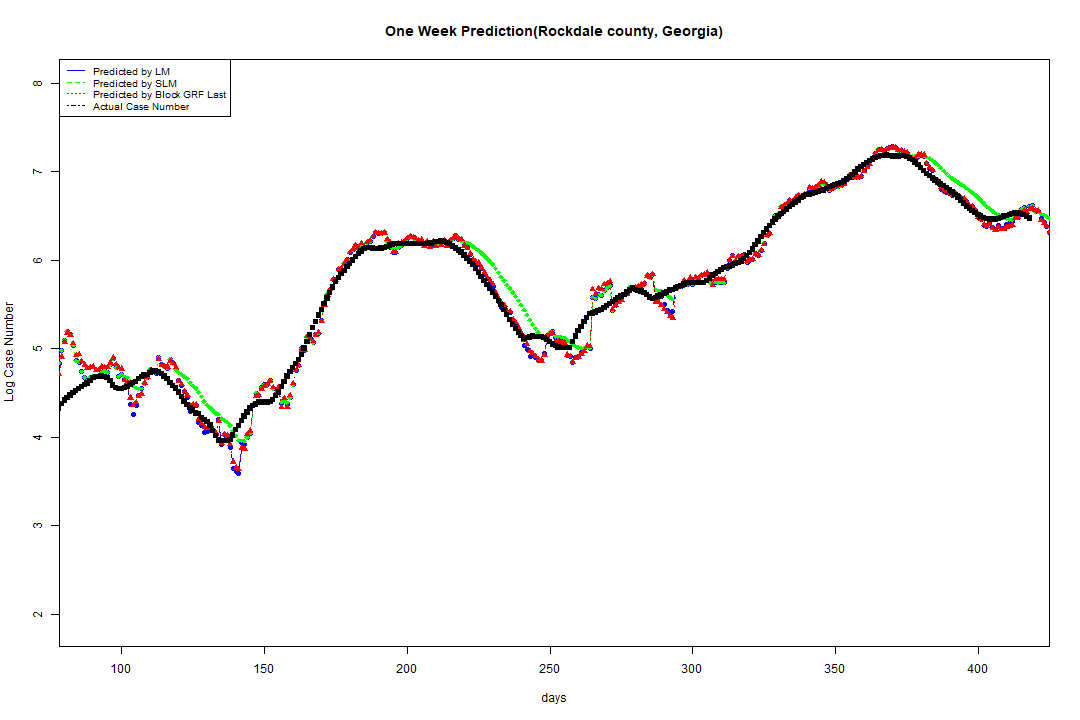 One Week Prediction(Rockdale county, Georgia)
Predicted by LM
Predicted by SLM
Predicted by Block GRF Last
Actual Case Number
8
7
6
5
4
3
2
Log Case Number
100 150 200 250 300 350 400
days